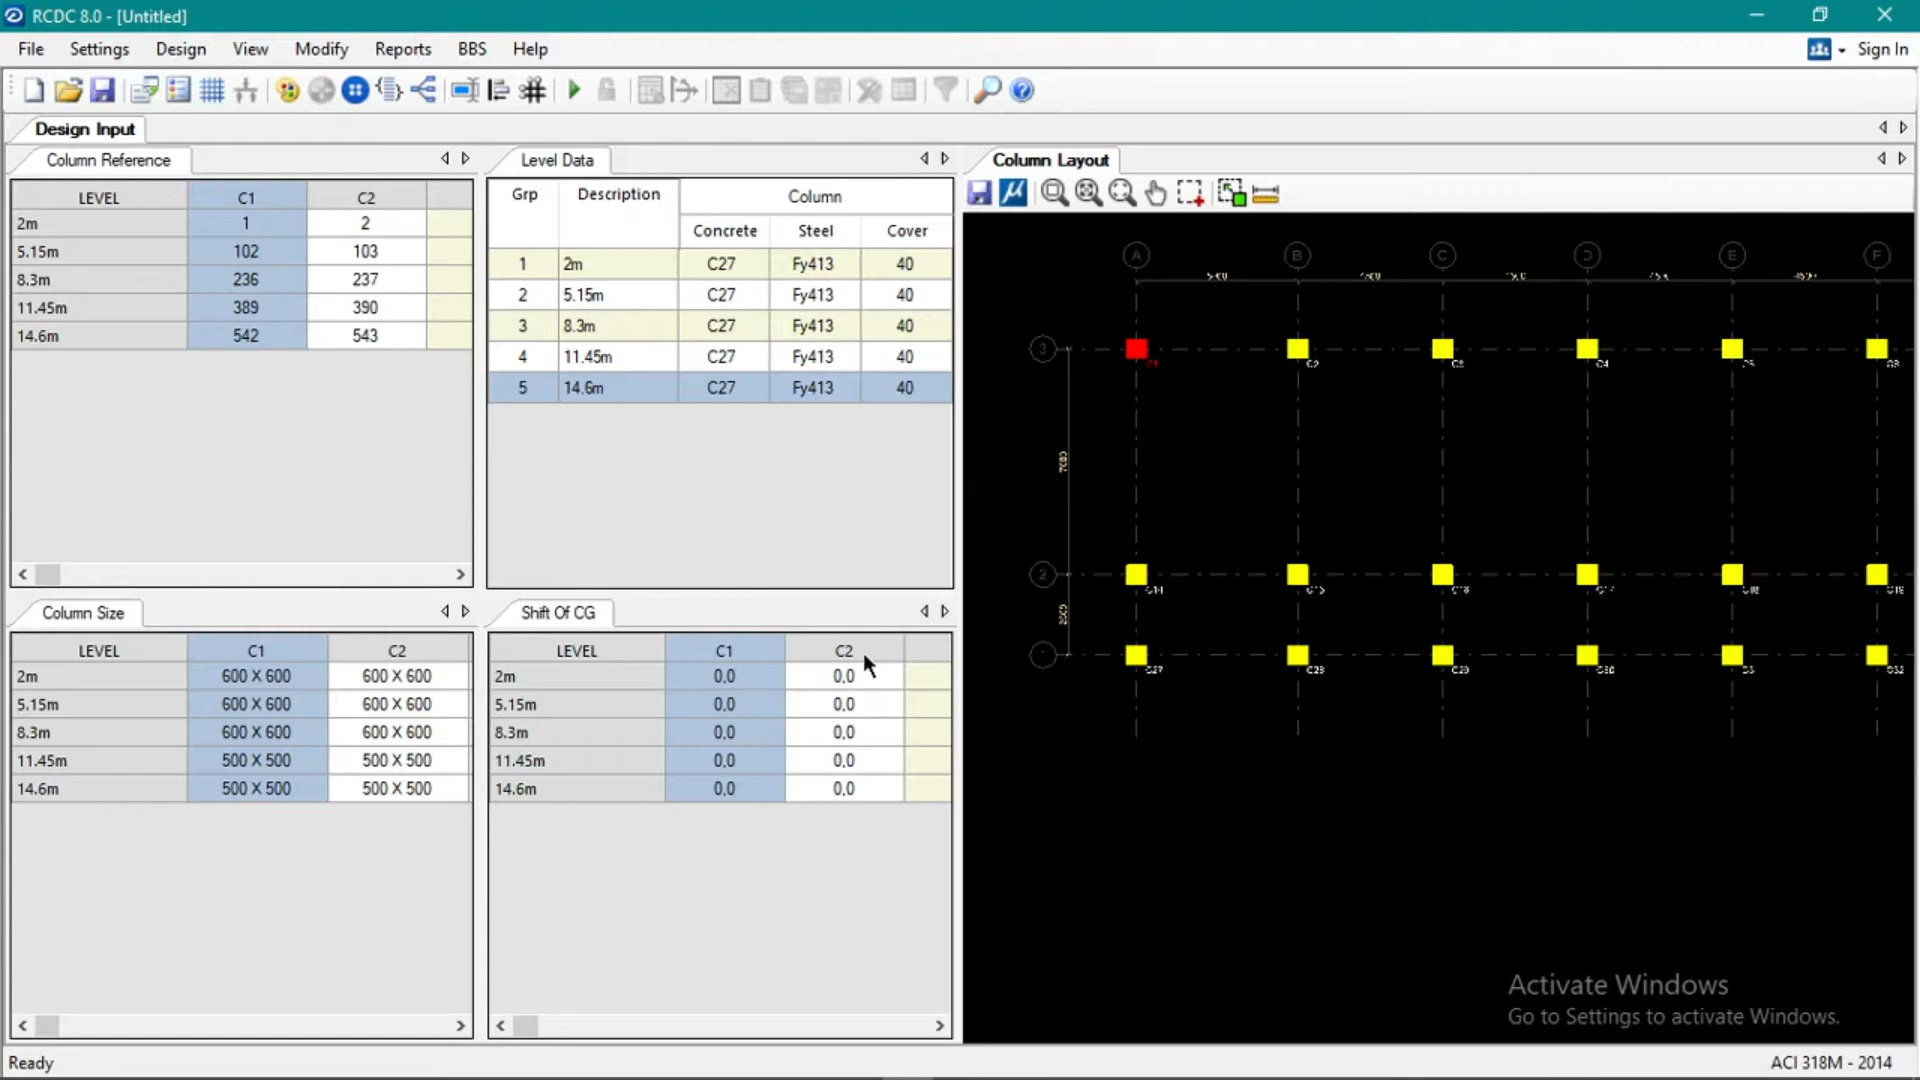 RCDC 8.0 - [Untitled]
File Settings Design View Modify Reports BBS Help
Sign In
Design Input
Column Reference
LEVEL C1 C2
2m 1 2
5.15m 102 103
8.3m 236 237
11.45m 389 390
14.6m 542 543
Level Data
Grp Description Column
Concrete Steel Cover
1 2m C27 Fy413 40
2 5.15m C27 Fy413 40
3 8.3m C27 Fy413 40
4 11.45m C27 Fy413 40
5 14.6m C27 Fy413 40
Column Size
LEVEL C1 C2
2m 600 X 600 600 X 600
5.15m 600 X 600 600 X 600
8.3m 600 X 600 600 X 600
11.45m 500 X 500 500 X 500
14.6m 500 X 500 500 X 500
Shift Of CG
LEVEL C1 C2
2m 0,0 0,0
5.15m 0,0 0,0
8.3m 0,0 0,0
11.45m 0,0 0,0
14.6m 0,0 0,0
Column Layout
A B C D E F
3
C1 C2
2
C27
Activate Windows
Go to Settings to activate Windows.
Ready
ACI 318M - 2014